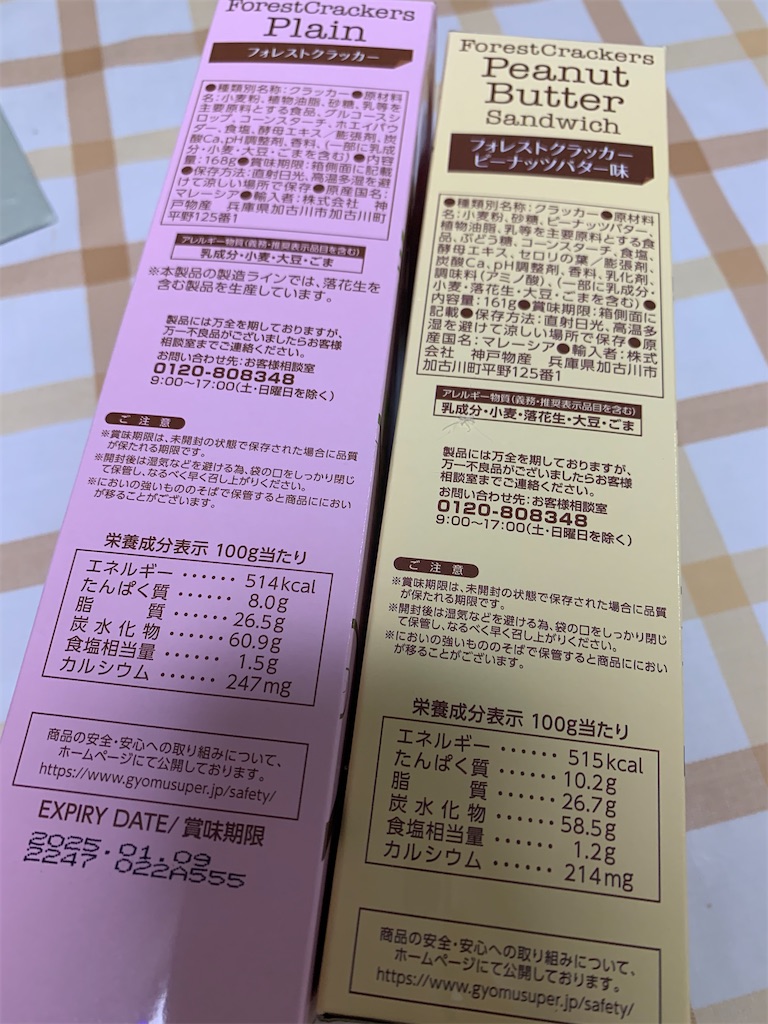 ForestCrackers
Plain
フォレストクラッカー
●種類別名称:クラッカー●原材料
名:小麦粉、植物油脂、砂糖、乳等を
主要原料とする食品、グルコースシ
ロップ、コーンスターチ、ホエイパウ
ダー、食塩、酵母エキス/膨張剤、炭
酸Ca、pH調整剤、香料、(一部に乳成
分・小麦・大豆・ごまを含む)●内容
量:168g●賞味期限:箱側面に記載
●保存方法:直射日光、高温多湿を避
けて涼しい場所で保存●原産国名:
マレーシア●輸入者:株式会社 神
戸物産 兵庫県加古川市加古川町
平野125番1
アレルギー物質(義務・推奨表示品目を含む)
乳成分・小麦・大豆・ごま
※本製品の製造ラインでは、落花生を
含む製品を生産しています。
製品には万全を期しておりますが、
万一不良品がございましたらお客様
相談室までご連絡ください。
お問い合わせ先:お客様相談室
0120-808348
9:00~17:00(土・日曜日を除く)
ご注意
※賞味期限は、未開封の状態で保存された場合に品質
が保たれる期限です。
※開封後は湿気などを避ける為、袋の口をしっかり閉じ
て保管し、なるべく早く召し上がりください。
※においの強いもののそばで保管すると商品ににおい
が移ることがございます。
栄養成分表示 100g当たり
エネルギー ・・・・・・ 514kcal
たんぱく質 ・・・・・・ 8.0g
脂質 ・・・・・・ 26.5g
炭水化物 ・・・・・・ 60.9g
食塩相当量 ・・・・・・ 1.5g
カルシウム ・・・・・・ 247mg
商品の安全・安心への取り組みについて、
ホームページにて公開しております。
https://www.gyomusuper.jp/safety/
EXPIRY DATE/賞味期限
2025.01.09
2247 022A555
ForestCrackers
Peanut
Butter
Sandwich
フォレストクラッカー
ピーナッツバター味
●種類別名称:クラッカー●原材料
名:小麦粉、砂糖、ピーナッツバター、
植物油脂、乳等を主要原料とする食
品、ぶどう糖、コーンスターチ、食塩、
酵母エキス、セロリの葉/膨張剤、
炭酸Ca、pH調整剤、香料、乳化剤、
調味料(アミノ酸)、(一部に乳成分・
小麦・落花生・大豆・ごまを含む)●
内容量:161g●賞味期限:箱側面に
記載●保存方法:直射日光、高温多
湿を避けて涼しい場所で保存●原
産国名:マレーシア●輸入者:株式
会社 神戸物産 兵庫県加古川市
加古川町平野125番1
アレルギー物質(義務・推奨表示品目を含む)
乳成分・小麦・落花生・大豆・ごま
製品には万全を期しておりますが、
万一不良品がございましたらお客様
相談室までご連絡ください。
お問い合わせ先:お客様相談室
0120-808348
9:00~17:00(土・日曜日を除く)
ご注意
※賞味期限は、未開封の状態で保存された場合に品質
が保たれる期限です。
※開封後は湿気などを避ける為、袋の口をしっかり閉じ
て保管し、なるべく早く召し上がりください。
※においの強いもののそばで保管すると商品ににおい
が移ることがございます。
栄養成分表示 100g当たり
エネルギー ・・・・・・ 515kcal
たんぱく質 ・・・・・・ 10.2g
脂質 ・・・・・・ 26.7g
炭水化物 ・・・・・・ 58.5g
食塩相当量 ・・・・・・ 1.2g
カルシウム ・・・・・・ 214mg
商品の安全・安心への取り組みについて、
ホームページにて公開しております。
https://www.gyomusuper.jp/safety/